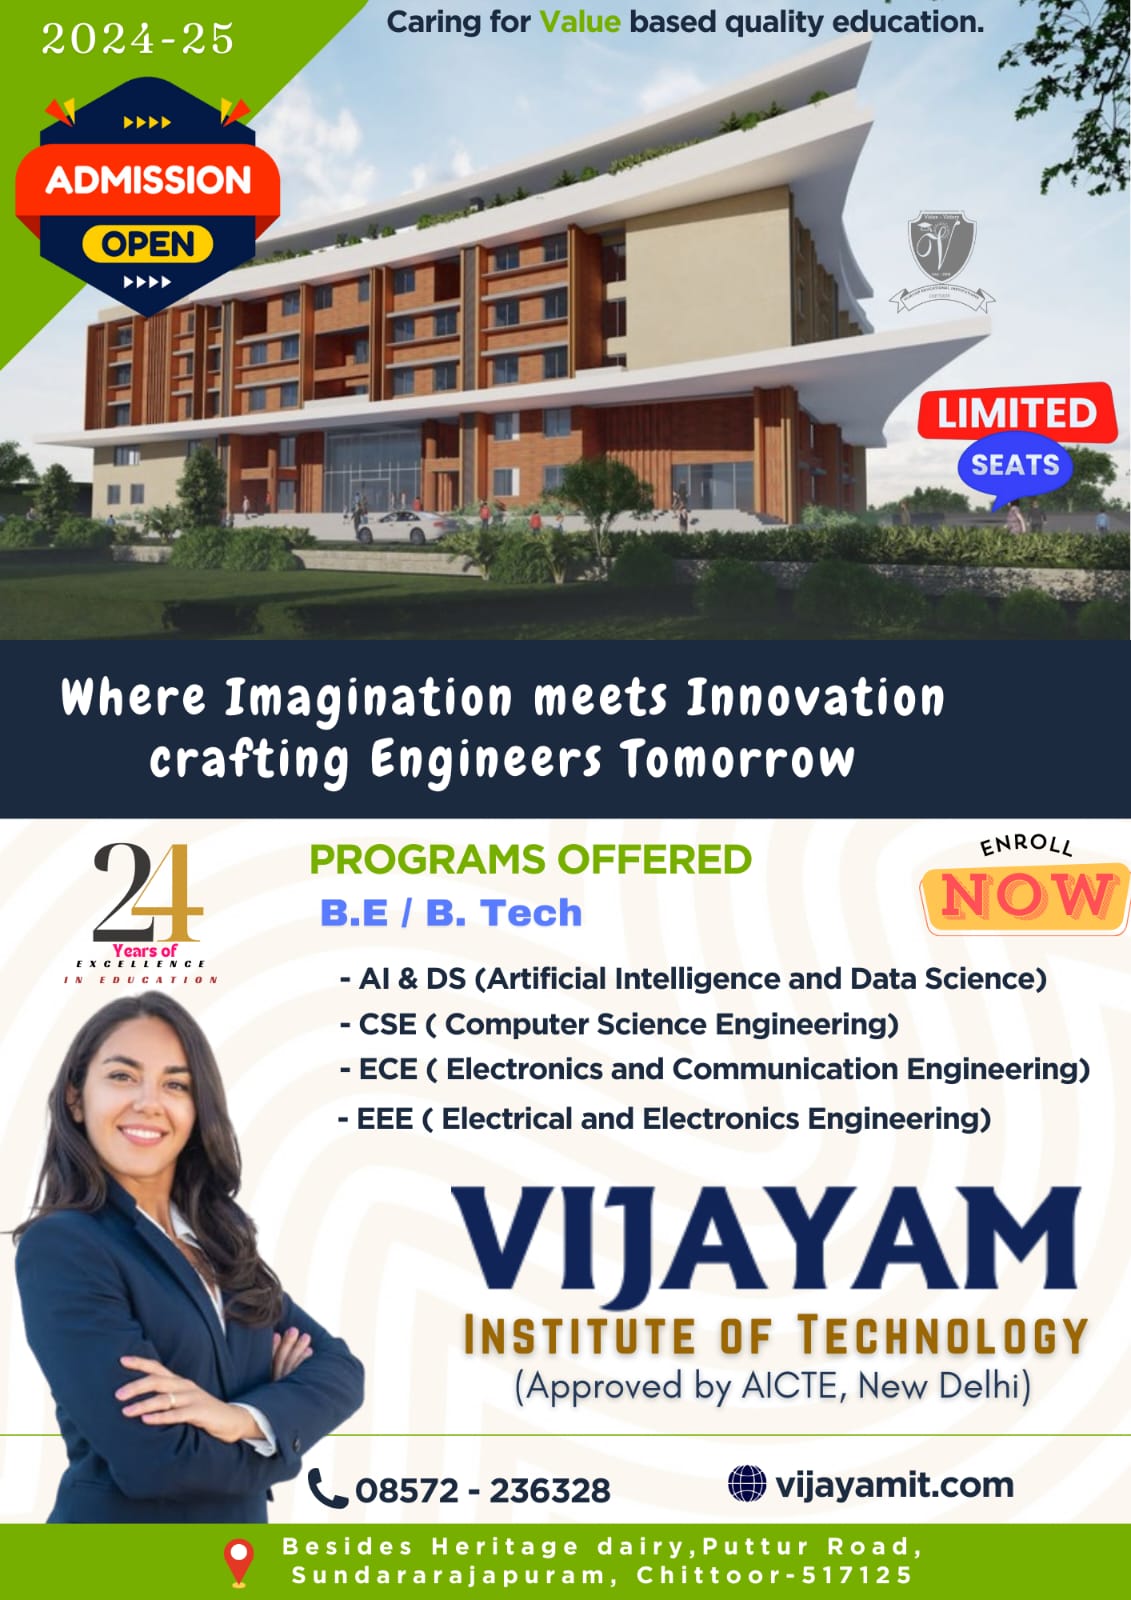 2024-25
Caring for Value based quality education.
ADMISSION
OPEN
LIMITED
SEATS
Where Imagination meets Innovation
crafting Engineers Tomorrow
24
Years of
EXCELLENCE
IN EDUCATION
PROGRAMS OFFERED
B.E / B. Tech
ENROLL
NOW
- AI & DS (Artificial Intelligence and Data Science)
- CSE ( Computer Science Engineering)
- ECE ( Electronics and Communication Engineering)
- EEE ( Electrical and Electronics Engineering)
VIJAYAM
INSTITUTE OF TECHNOLOGY
(Approved by AICTE, New Delhi)
08572 - 236328
vijayamit.com
Besides Heritage dairy,Puttur Road,
Sundararajapuram, Chittoor-517125